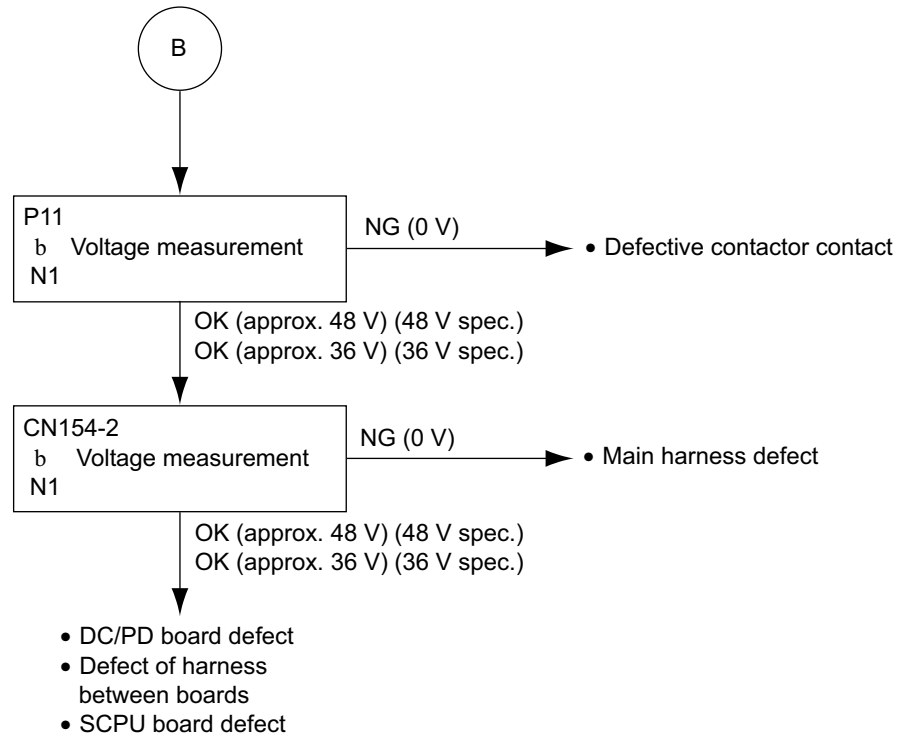 B
P11
b Voltage measurement
N1
NG (0 V)
• Defective contactor contact
OK (approx. 48 V) (48 V spec.)
OK (approx. 36 V) (36 V spec.)
CN154-2
b Voltage measurement
N1
NG (0 V)
• Main harness defect
OK (approx. 48 V) (48 V spec.)
OK (approx. 36 V) (36 V spec.)
• DC/PD board defect
• Defect of harness
between boards
• SCPU board defect